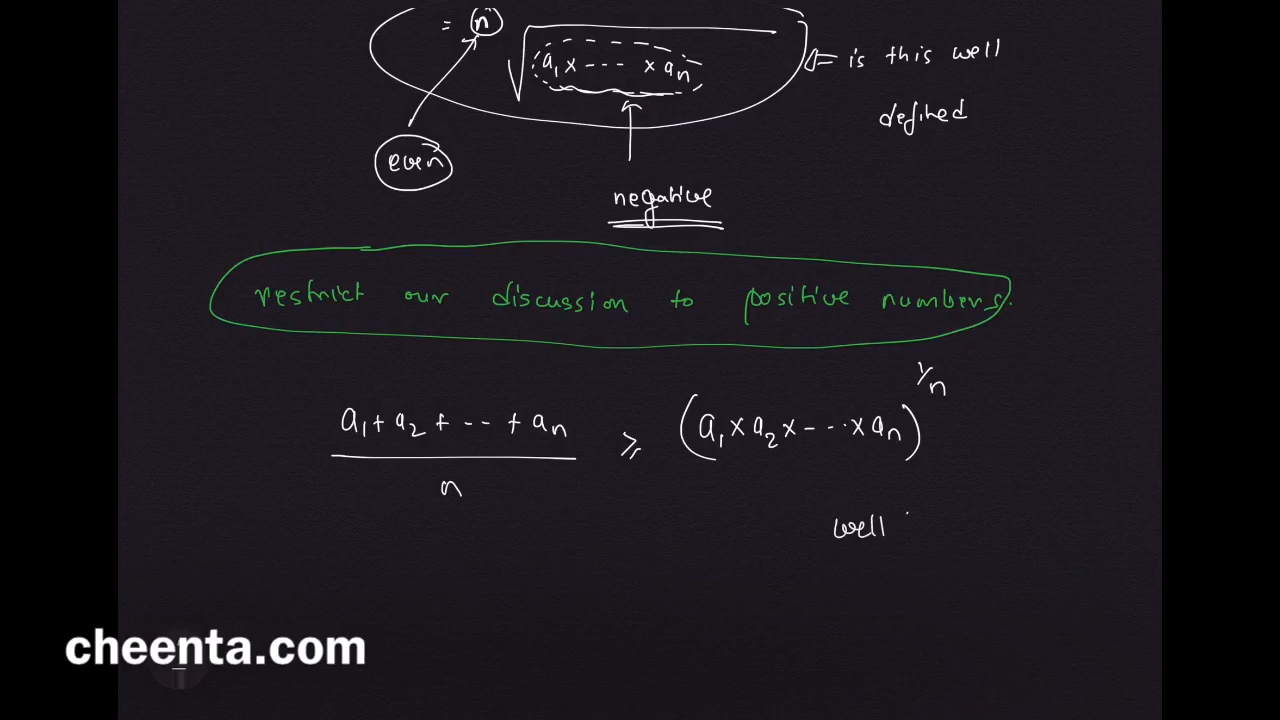 = n √(a₁ × --- × aₙ) ⇐ is this well
defined
even
negative
restrict our discussion to positive numbers.
(a₁ + a₂ + --- + aₙ) / n ≥ (a₁ × a₂ × --- × aₙ)^(1/n)
well
cheenta.com